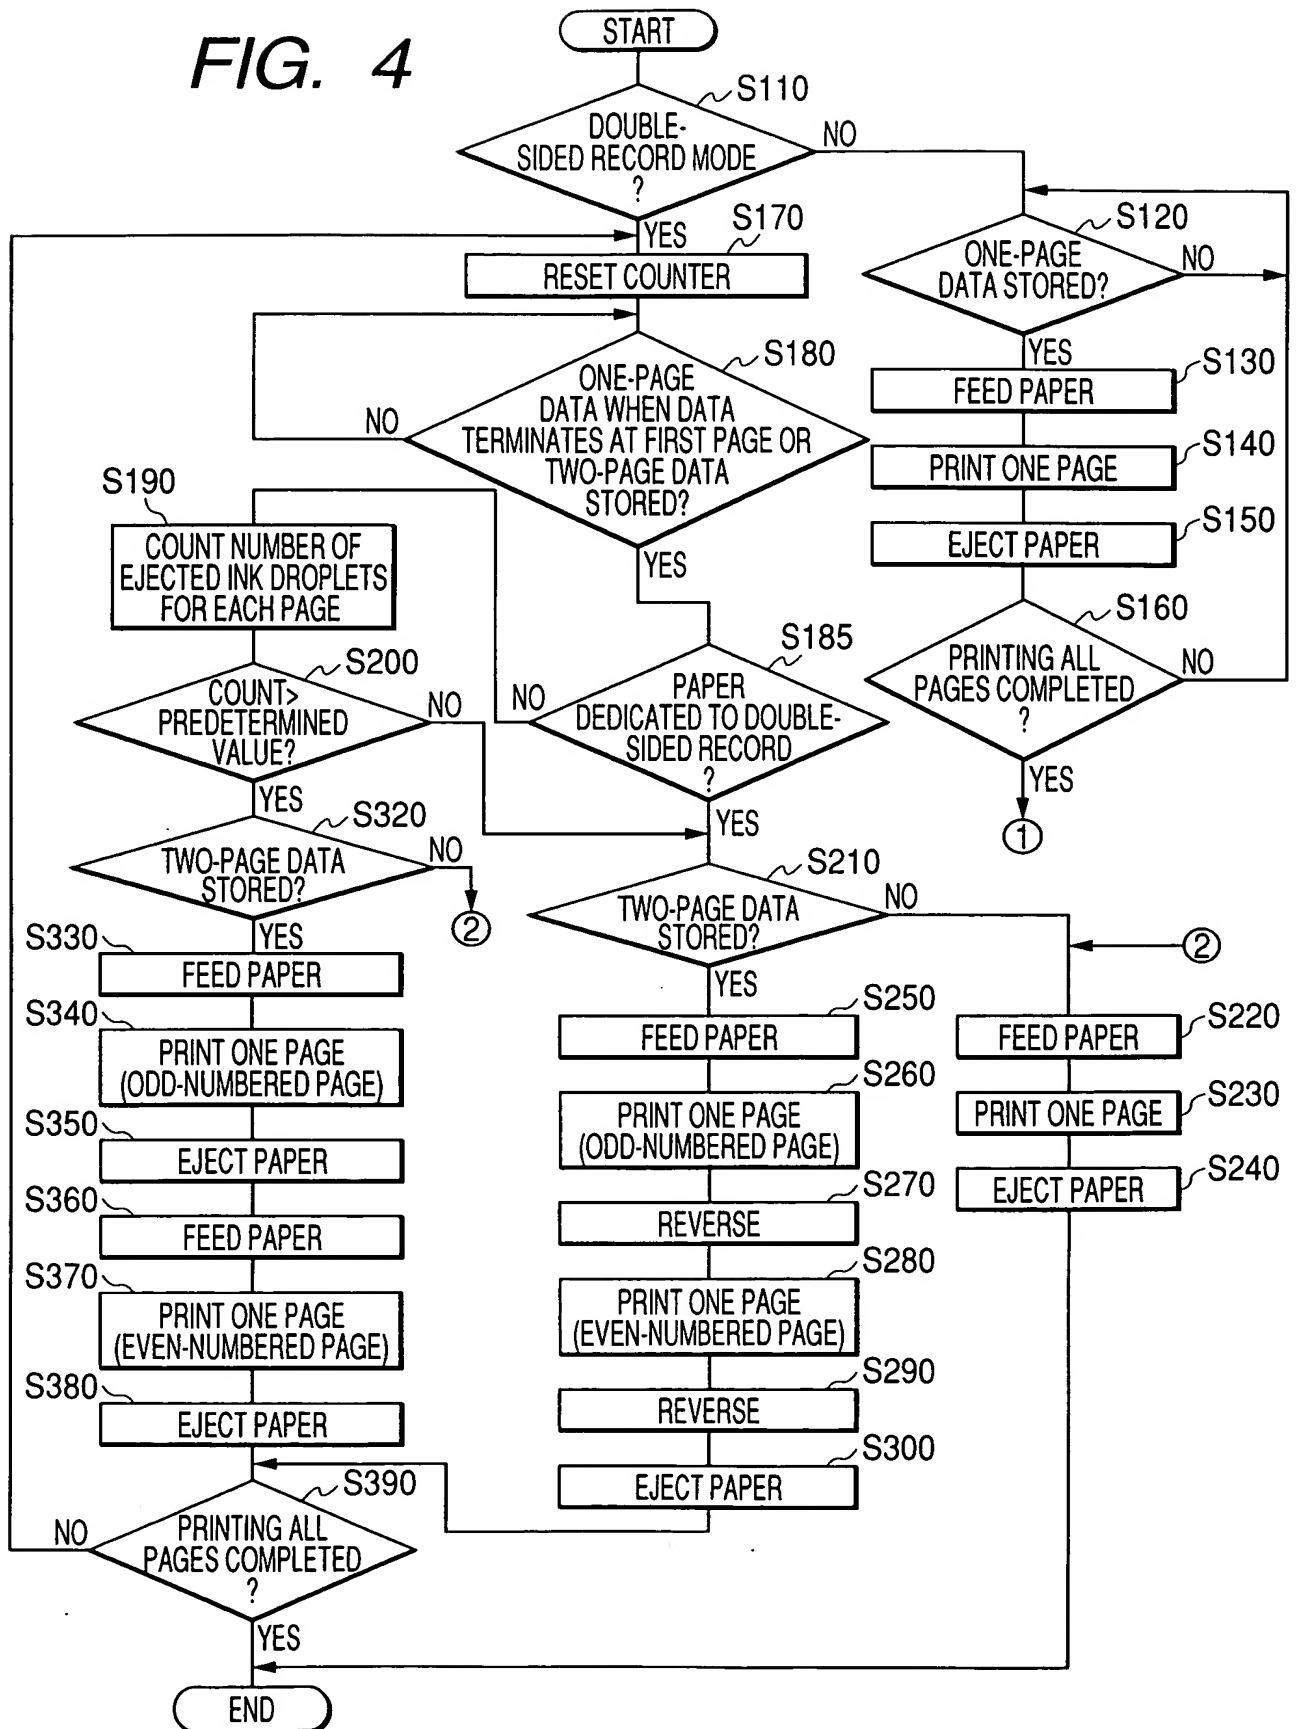 FIG. 4
START
S110
DOUBLE-
SIDED RECORD MODE
?
NO
YES
S170
RESET COUNTER
S120
ONE-PAGE
DATA STORED?
NO
YES
S130
FEED PAPER
S140
PRINT ONE PAGE
S150
EJECT PAPER
S160
PRINTING ALL
PAGES COMPLETED
?
NO
YES
1
S180
ONE-PAGE
DATA WHEN DATA
TERMINATES AT FIRST PAGE OR
TWO-PAGE DATA
STORED?
NO
YES
S185
PAPER
DEDICATED TO DOUBLE-
SIDED RECORD
?
NO
YES
S190
COUNT NUMBER OF
EJECTED INK DROPLETS
FOR EACH PAGE
S200
COUNT>
PREDETERMINED
VALUE?
NO
YES
S320
TWO-PAGE DATA
STORED?
NO
2
YES
S330
FEED PAPER
S340
PRINT ONE PAGE
(ODD-NUMBERED PAGE)
S350
EJECT PAPER
S360
FEED PAPER
S370
PRINT ONE PAGE
(EVEN-NUMBERED PAGE)
S380
EJECT PAPER
S390
PRINTING ALL
PAGES COMPLETED
?
NO
YES
END
S210
TWO-PAGE DATA
STORED?
NO
YES
2
S250
FEED PAPER
S260
PRINT ONE PAGE
(ODD-NUMBERED PAGE)
S270
REVERSE
S280
PRINT ONE PAGE
(EVEN-NUMBERED PAGE)
S290
REVERSE
S300
EJECT PAPER
S220
FEED PAPER
S230
PRINT ONE PAGE
S240
EJECT PAPER